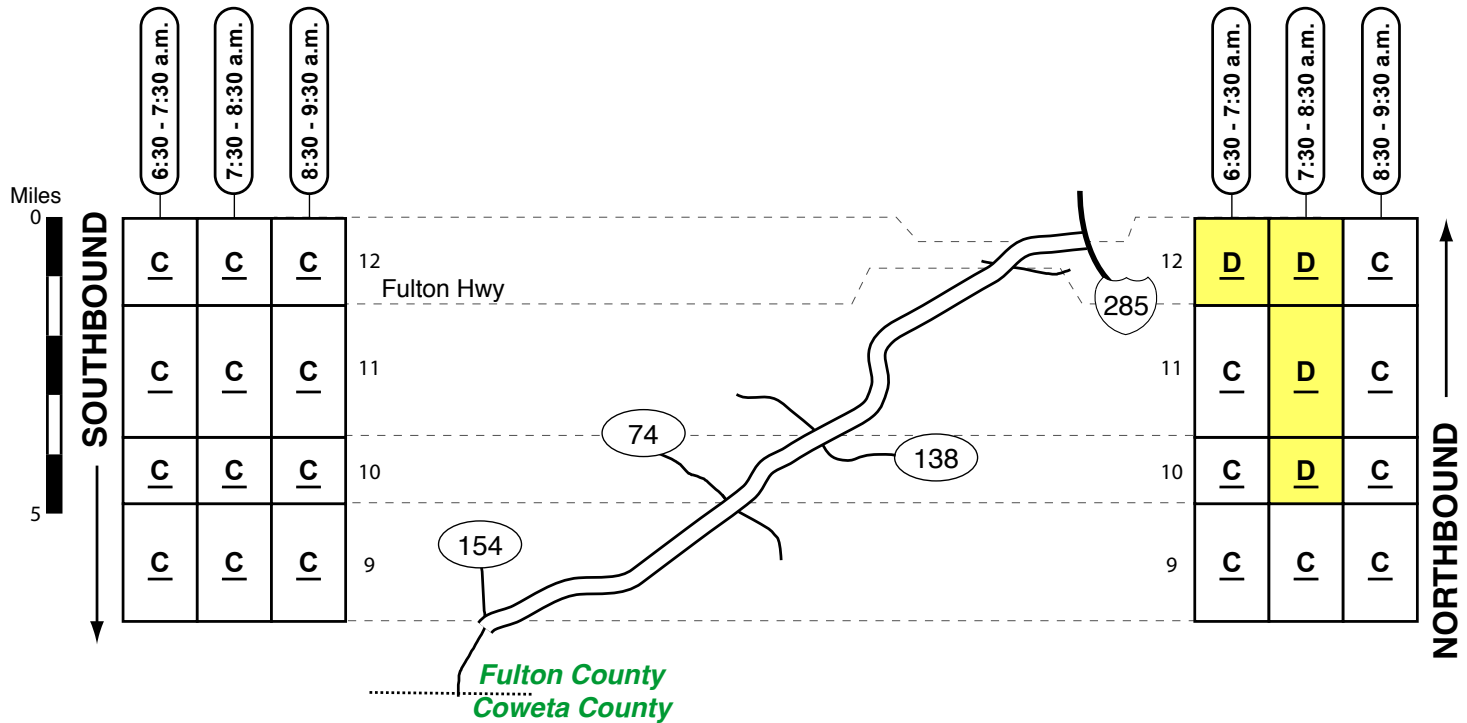 6:30 - 7:30 a.m.
7:30 - 8:30 a.m.
8:30 - 9:30 a.m.
6:30 - 7:30 a.m.
7:30 - 8:30 a.m.
8:30 - 9:30 a.m.
Miles
0
5
SOUTHBOUND
C C C 12
C C C 11
C C C 10
C C C 9
Fulton Hwy
285
74
138
154
Fulton County
Coweta County
12 D D C
11 C D C
10 C D C
9 C C C
NORTHBOUND